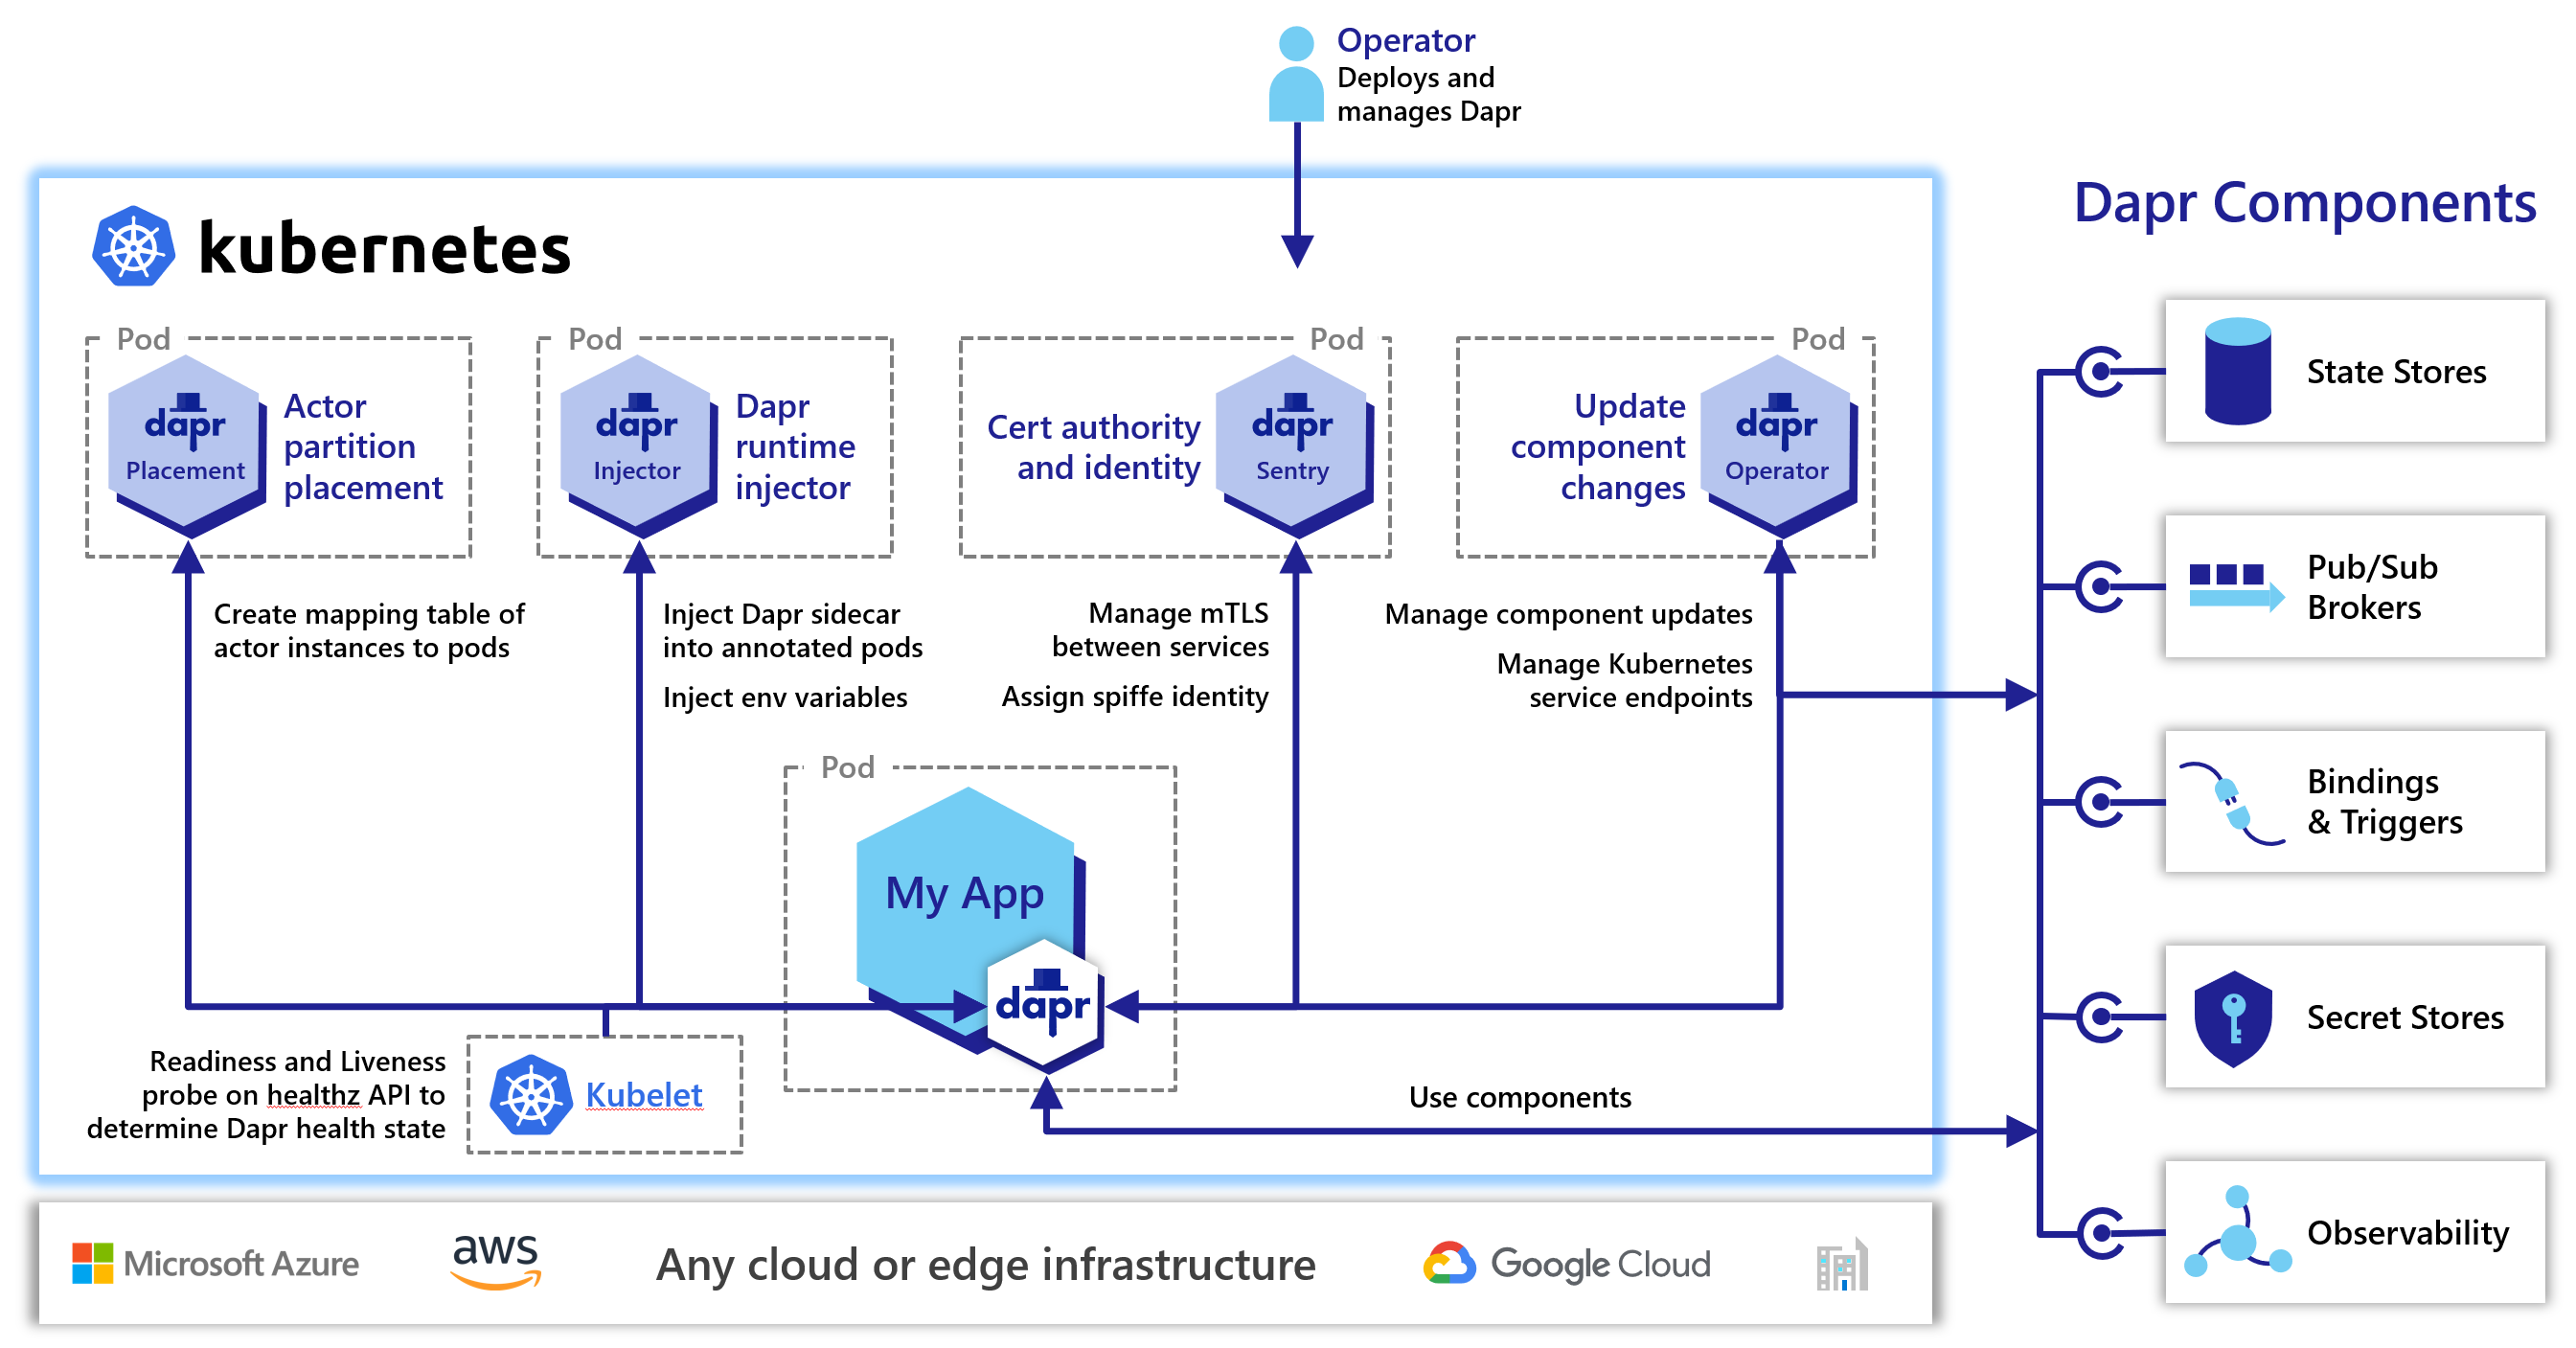 Operator
Deploys and
manages Dapr
kubernetes
Dapr Components
Pod
dapr
Placement
Actor
partition
placement
Pod
dapr
Injector
Dapr
runtime
injector
Pod
Cert authority
and identity
dapr
Sentry
Pod
Update
component
changes
dapr
Operator
Create mapping table of
actor instances to pods
Inject Dapr sidecar
into annotated pods
Inject env variables
Manage mTLS
between services
Assign spiffe identity
Manage component updates
Manage Kubernetes
service endpoints
Pod
My App
dapr
Readiness and Liveness
probe on healthz API to
determine Dapr health state
Kubelet
Use components
State Stores
Pub/Sub
Brokers
Bindings
& Triggers
Secret Stores
Observability
Microsoft Azure
aws
Any cloud or edge infrastructure
Google Cloud